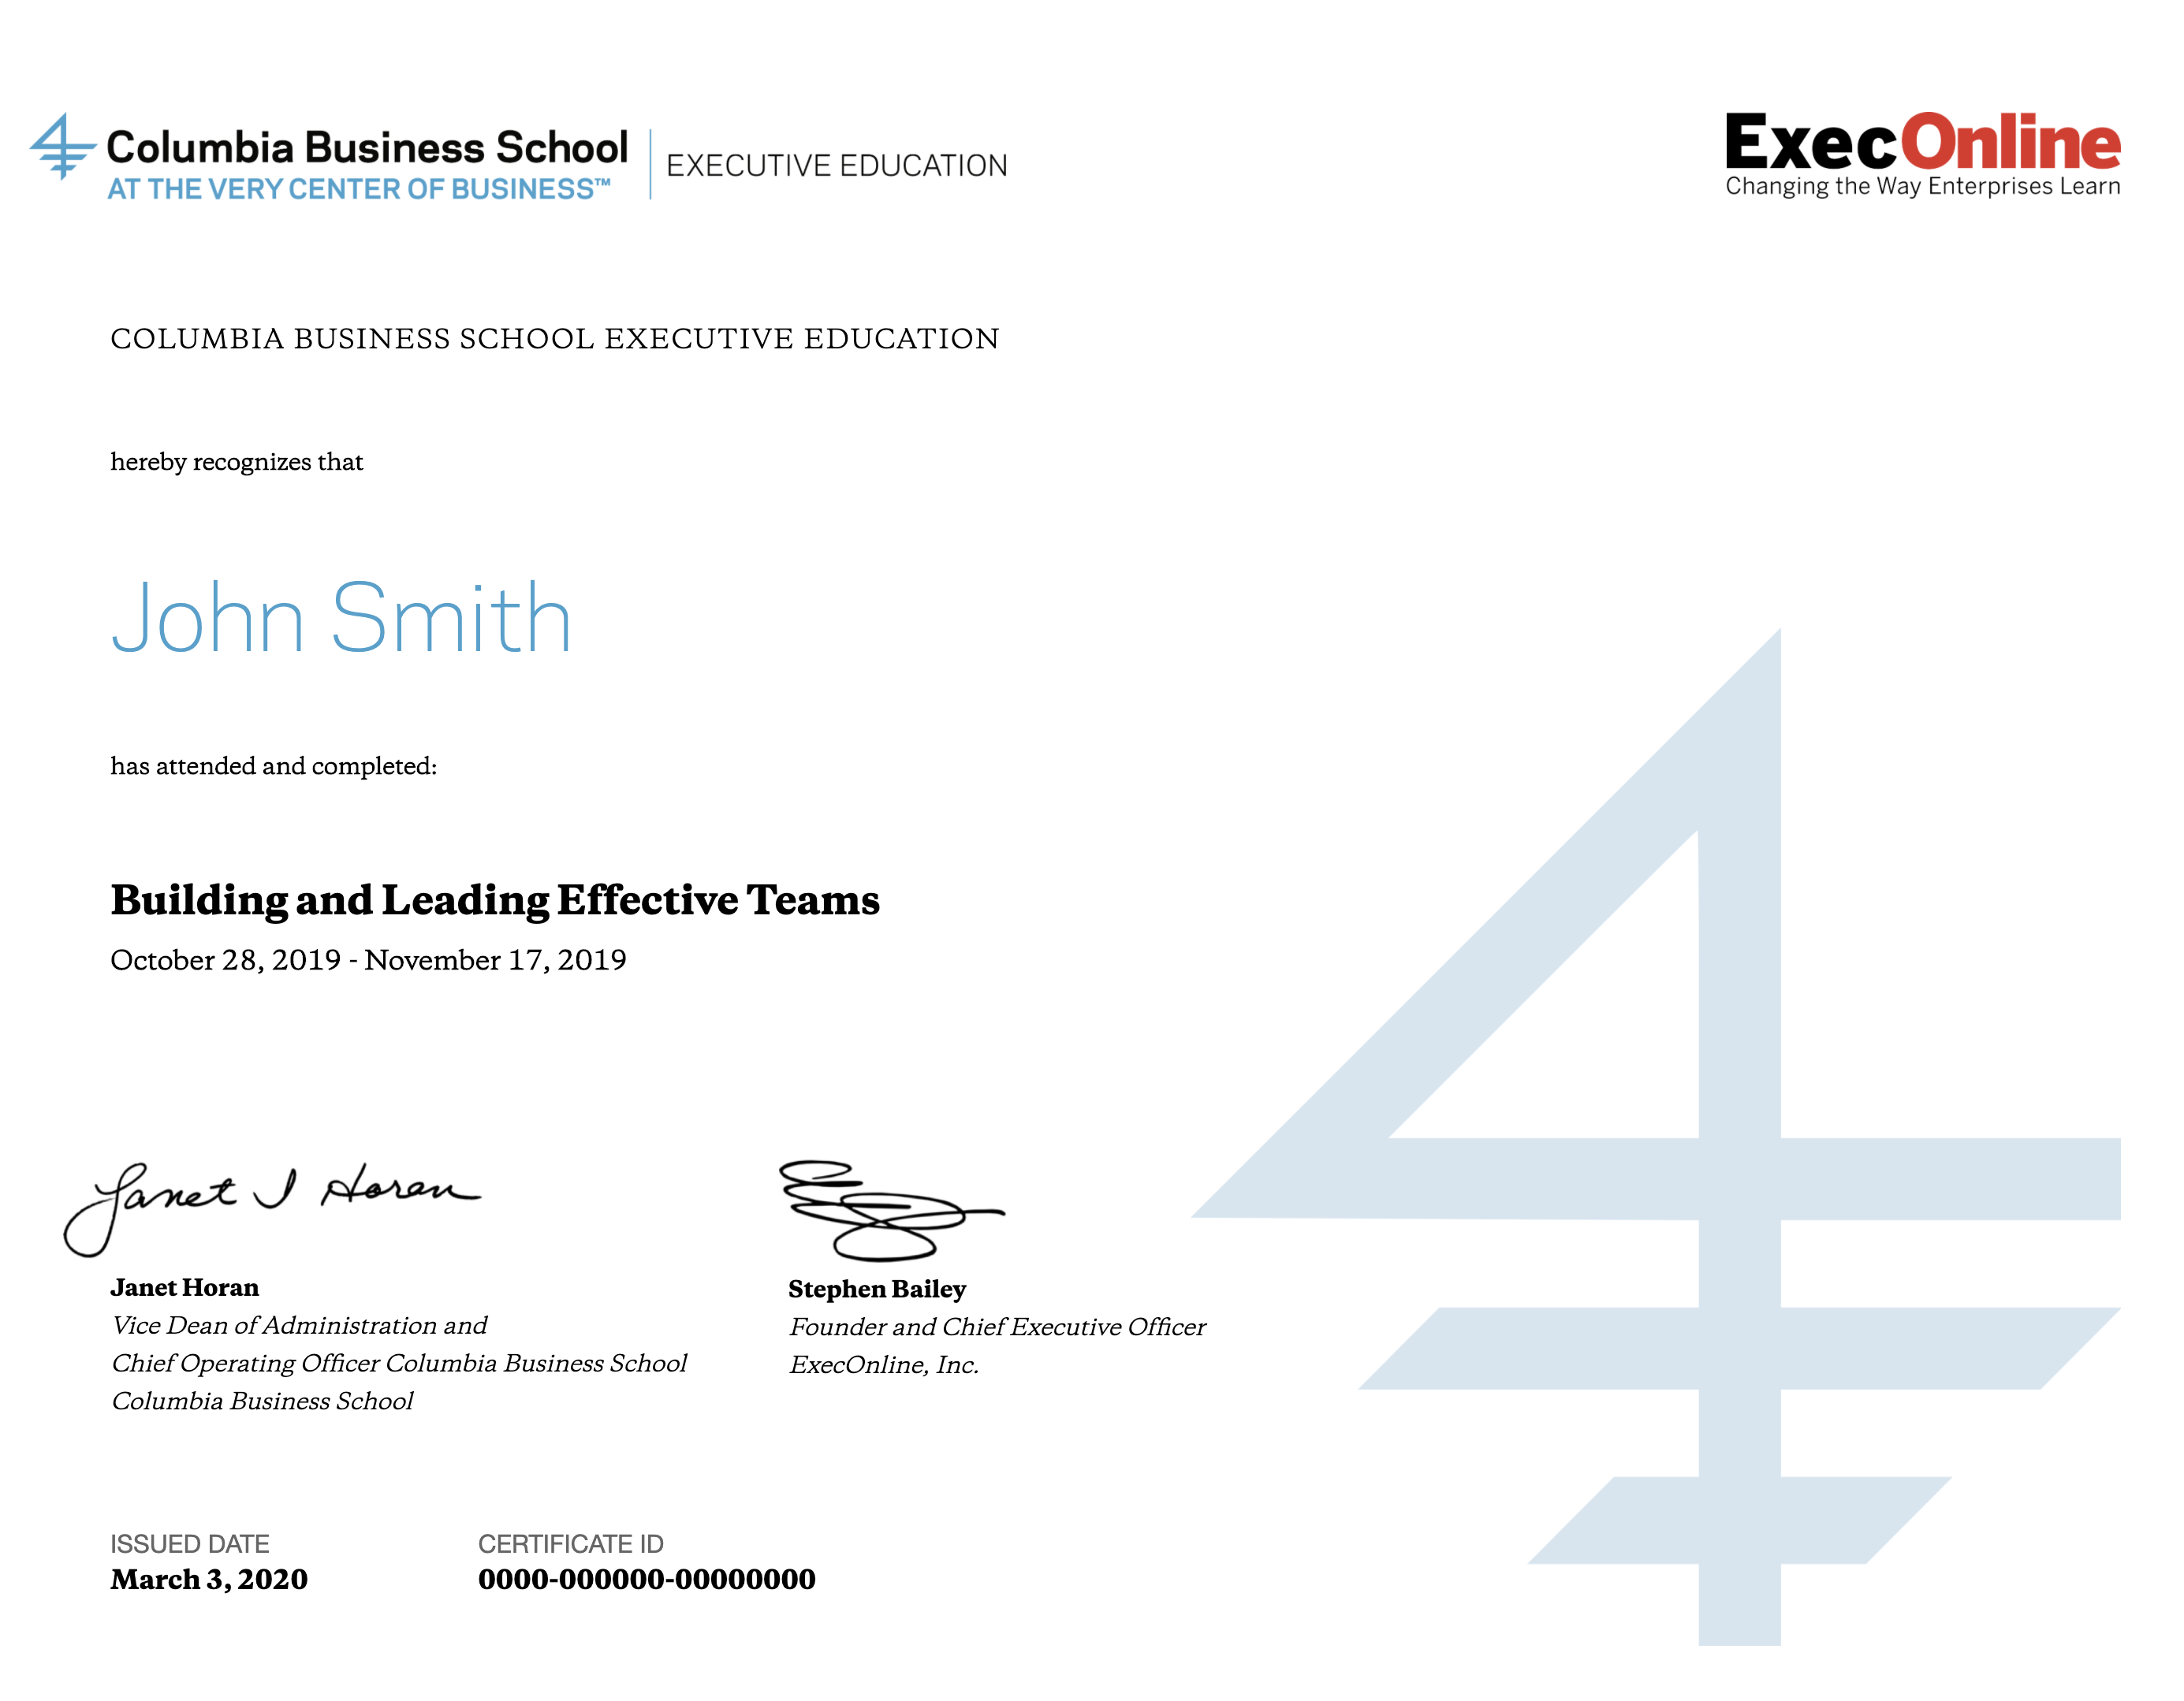 Columbia Business School
AT THE VERY CENTER OF BUSINESS™
EXECUTIVE EDUCATION
ExecOnline
Changing the Way Enterprises Learn
COLUMBIA BUSINESS SCHOOL EXECUTIVE EDUCATION
hereby recognizes that
John Smith
has attended and completed:
Building and Leading Effective Teams
October 28, 2019 - November 17, 2019
Janet J Horan
Janet Horan
Vice Dean of Administration and
Chief Operating Officer Columbia Business School
Columbia Business School
Stephen Bailey
Founder and Chief Executive Officer
ExecOnline, Inc.
ISSUED DATE
March 3, 2020
CERTIFICATE ID
0000-000000-00000000